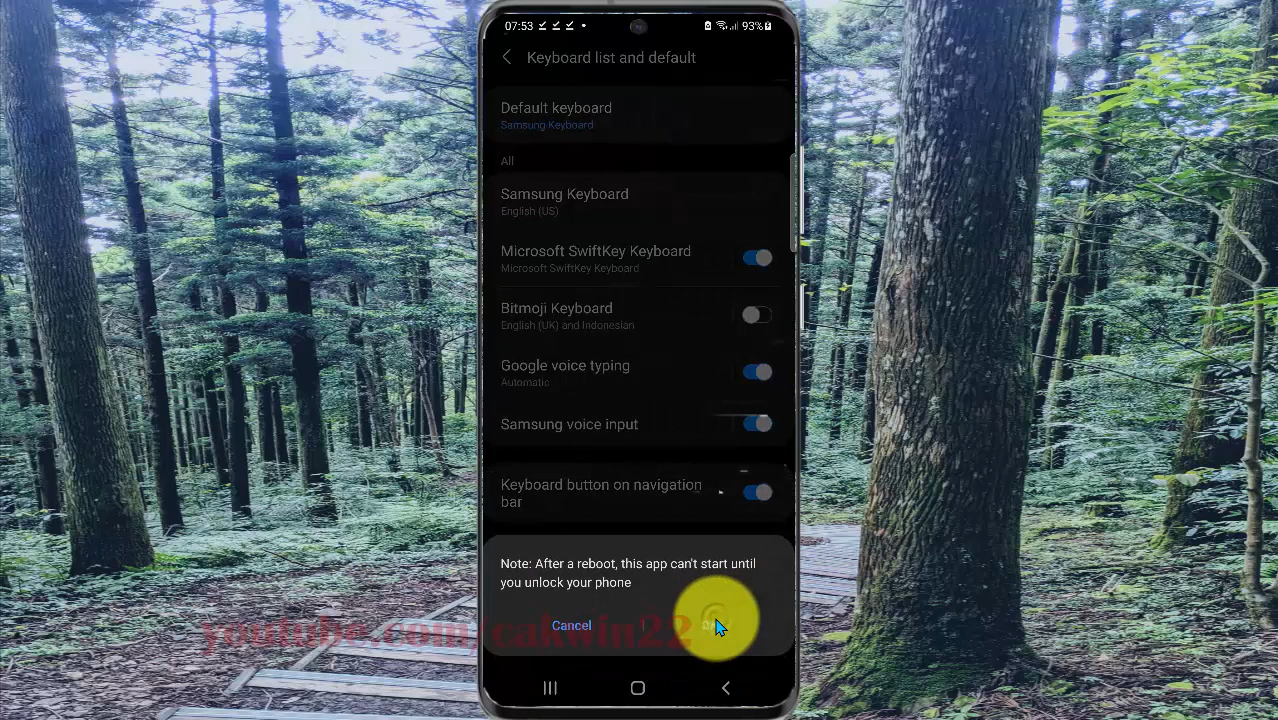 07:53
93%
Keyboard list and default
Default keyboard
Samsung Keyboard
All
Samsung Keyboard
English (US)
Microsoft SwiftKey Keyboard
Microsoft SwiftKey Keyboard
Bitmoji Keyboard
English (UK) and Indonesian
Google voice typing
Automatic
Samsung voice input
Keyboard button on navigation
bar
Note: After a reboot, this app can't start until
you unlock your phone
Cancel
youtube.com/cakwin22